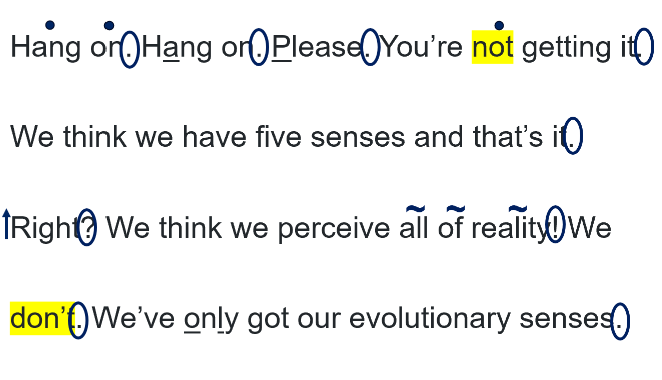 Hang on. Hang on. Please. You’re not getting it.
We think we have five senses and that’s it.
Right? We think we perceive all of reality! We
don’t. We’ve only got our evolutionary senses.